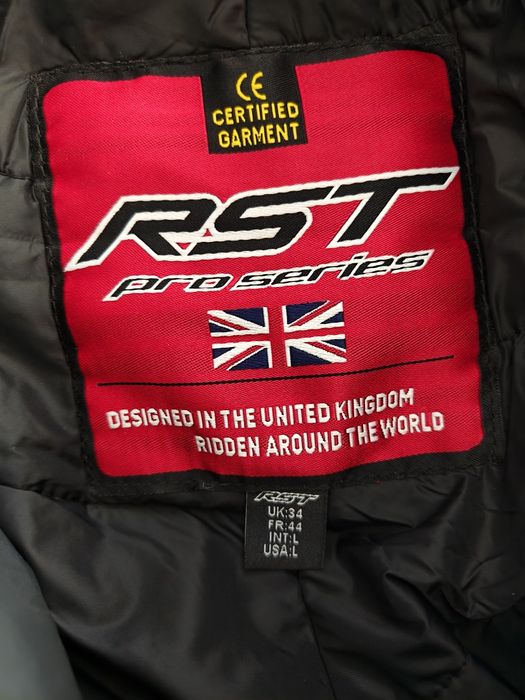 CE
CERTIFIED
GARMENT
RST
pro series
DESIGNED IN THE UNITED KINGDOM
RIDDEN AROUND THE WORLD
RST
UK:34
FR:44
INT:L
USA:L